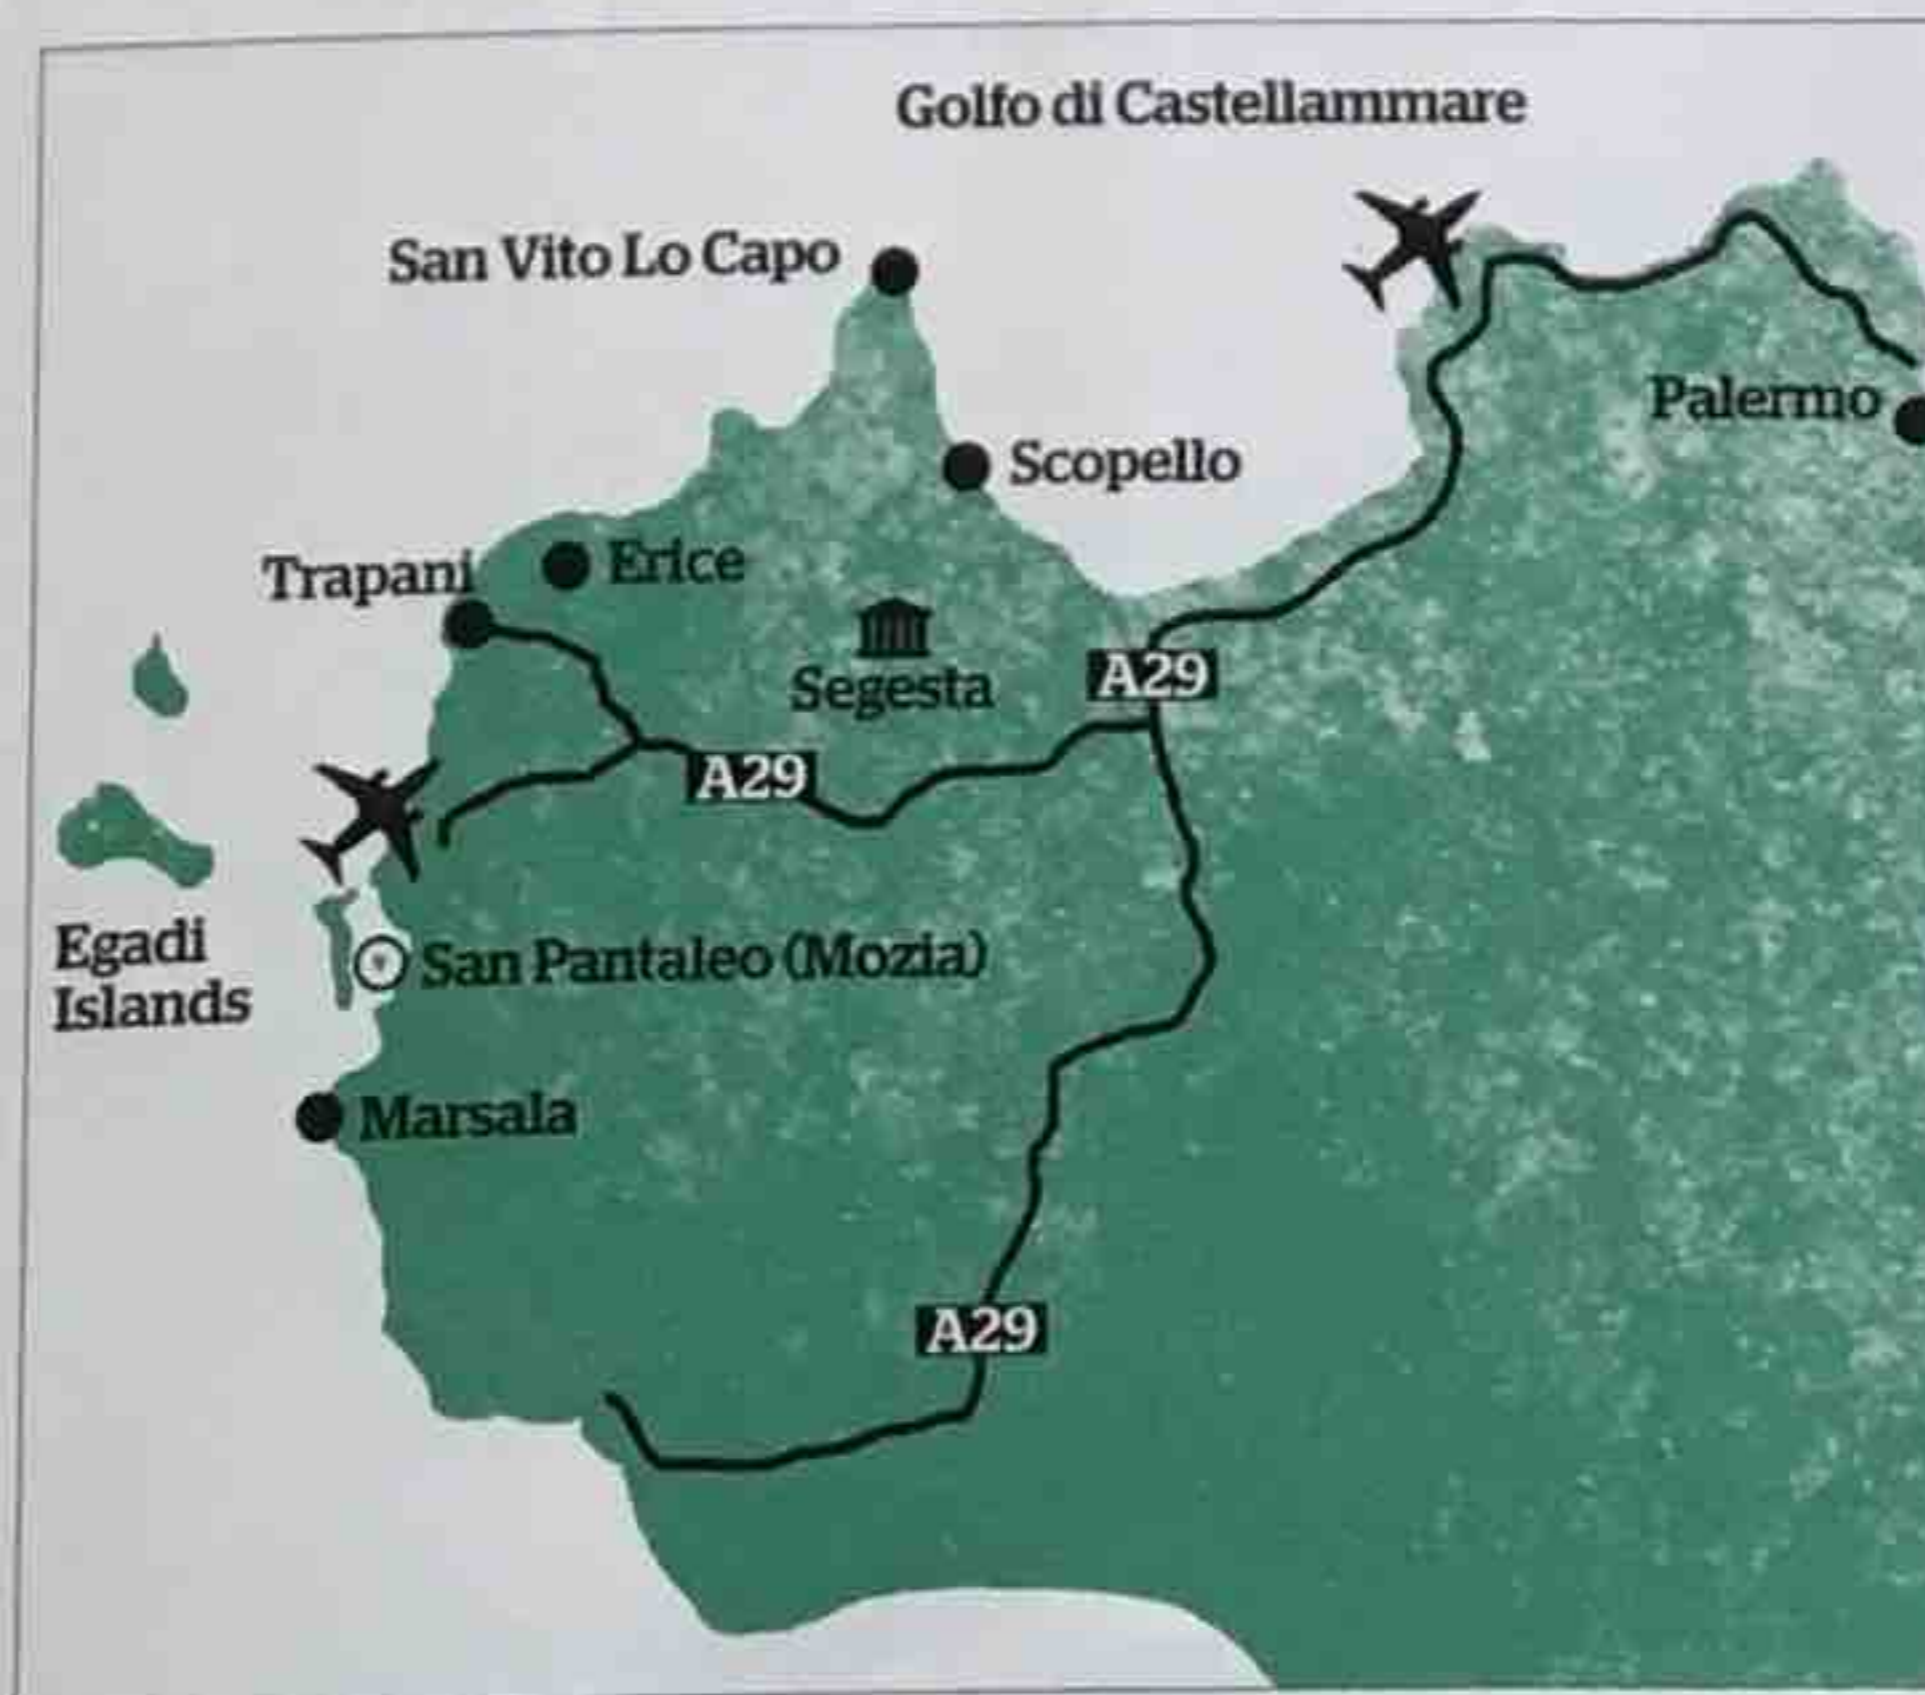 Golfo di Castellammare
San Vito Lo Capo
Palermo
Scopello
Trapani
Erice
Segesta
A29
A29
Egadi
Islands
San Pantaleo (Mozia)
Marsala
A29